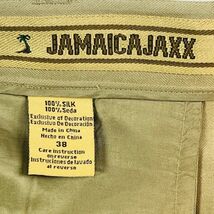 JAMAICAJAXX
100% SILK
100% Seda
Exclusive of Decoration
Exclusivo De Decoración
Made in China
Hecho en China
38
Care instruction
on reverse
Instrucciones de lavado
al reverso